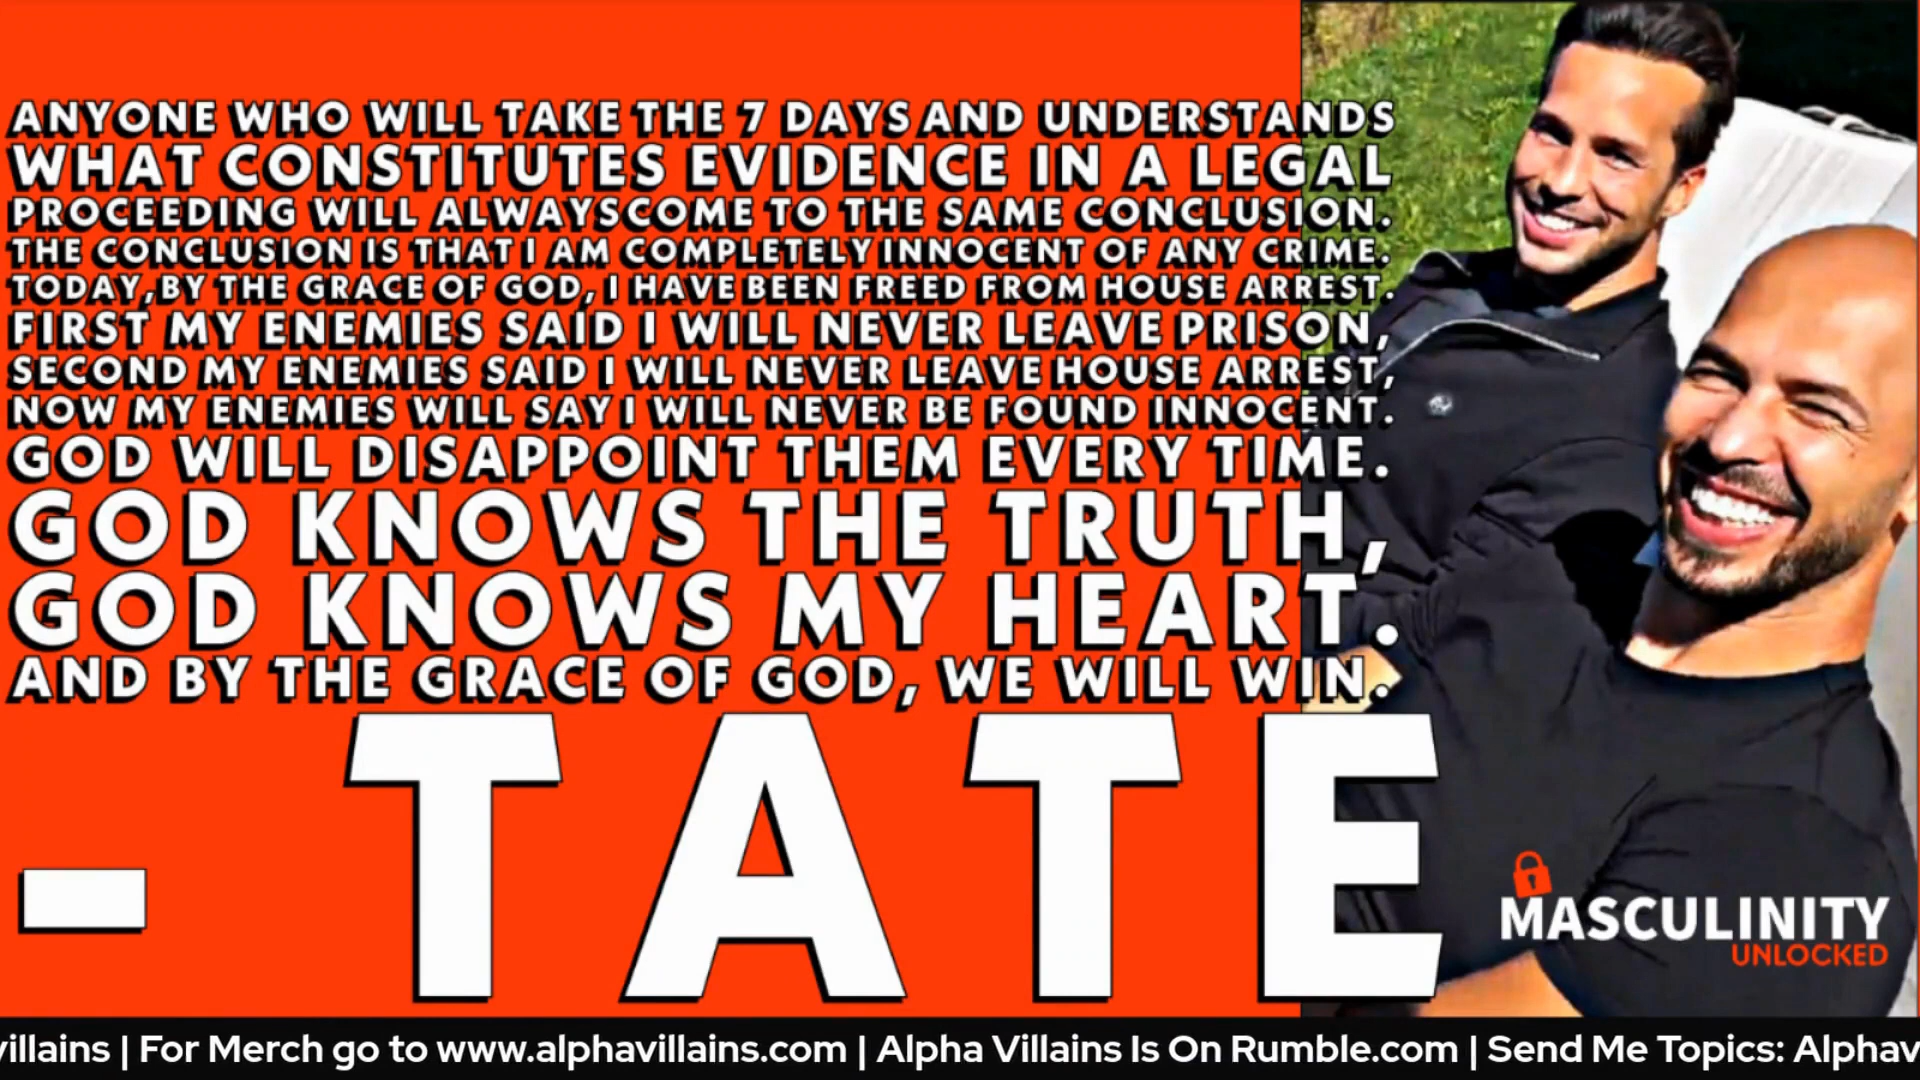 ANYONE WHO WILL TAKE THE 7 DAYS AND UNDERSTANDS
WHAT CONSTITUTES EVIDENCE IN A LEGAL
PROCEEDING WILL ALWAYSCOME TO THE SAME CONCLUSION.
THE CONCLUSION IS THAT I AM COMPLETELY INNOCENT OF ANY CRIME.
TODAY,BY THE GRACE OF GOD, I HAVE BEEN FREED FROM HOUSE ARREST.
FIRST MY ENEMIES SAID I WILL NEVER LEAVE PRISON,
SECOND MY ENEMIES SAID I WILL NEVER LEAVE HOUSE ARREST,
NOW MY ENEMIES WILL SAY I WILL NEVER BE FOUND INNOCENT.
GOD WILL DISAPPOINT THEM EVERY TIME.
GOD KNOWS THE TRUTH,
GOD KNOWS MY HEART.
AND BY THE GRACE OF GOD, WE WILL WIN.
- TATE
MASCULINITY
UNLOCKED
villains | For Merch go to www.alphavillains.com | Alpha Villains Is On Rumble.com | Send Me Topics: Alphav